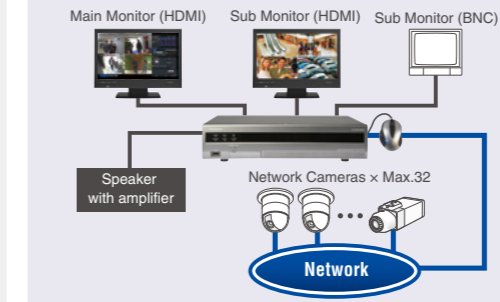 Main Monitor (HDMI)
Sub Monitor (HDMI)
Sub Monitor (BNC)
Speaker
with amplifier
Network Cameras × Max.32
Network